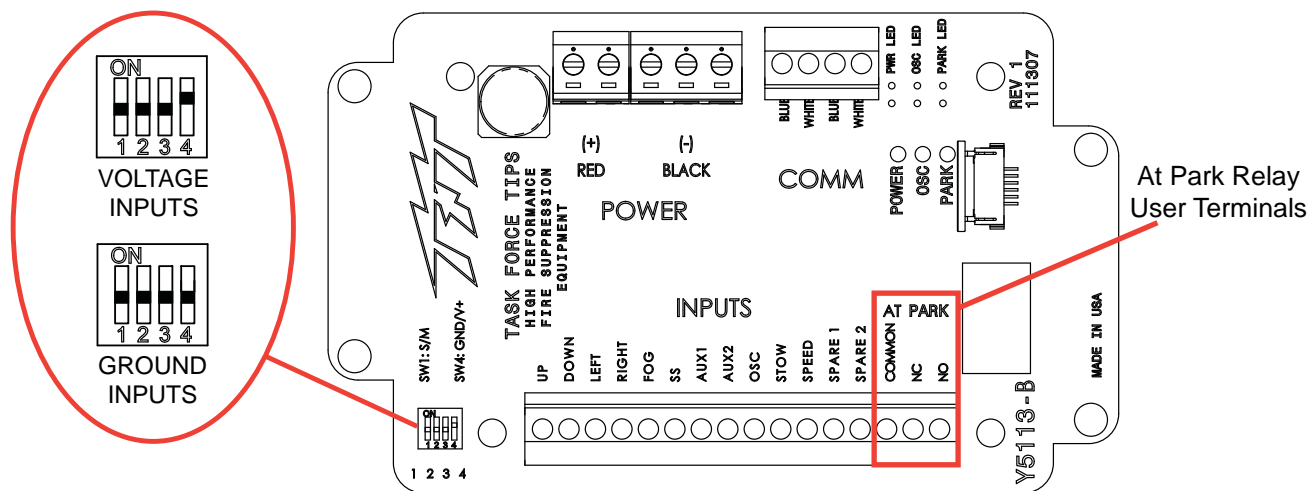 ON
1 2 3 4
VOLTAGE
INPUTS
ON
1 2 3 4
GROUND
INPUTS
TFT
TASK FORCE TIPS
HIGH PERFORMANCE
FIRE SUPPRESSION
EQUIPMENT
SW1: S/M
SW4: GND/V+
ON
1 2 3 4
1 2 3 4
(+)
RED
(-)
BLACK
POWER
BLUE
WHITE
BLUE
WHITE
COMM
PWR LED
OSC LED
PARK LED
POWER
OSC
PARK
REV 1
111307
INPUTS
UP
DOWN
LEFT
RIGHT
FOG
SS
AUX1
AUX2
OSC
STOW
SPEED
SPARE 1
SPARE 2
AT PARK
COMMON
NC
NO
Y5113-B
MADE IN USA
At Park Relay
User Terminals